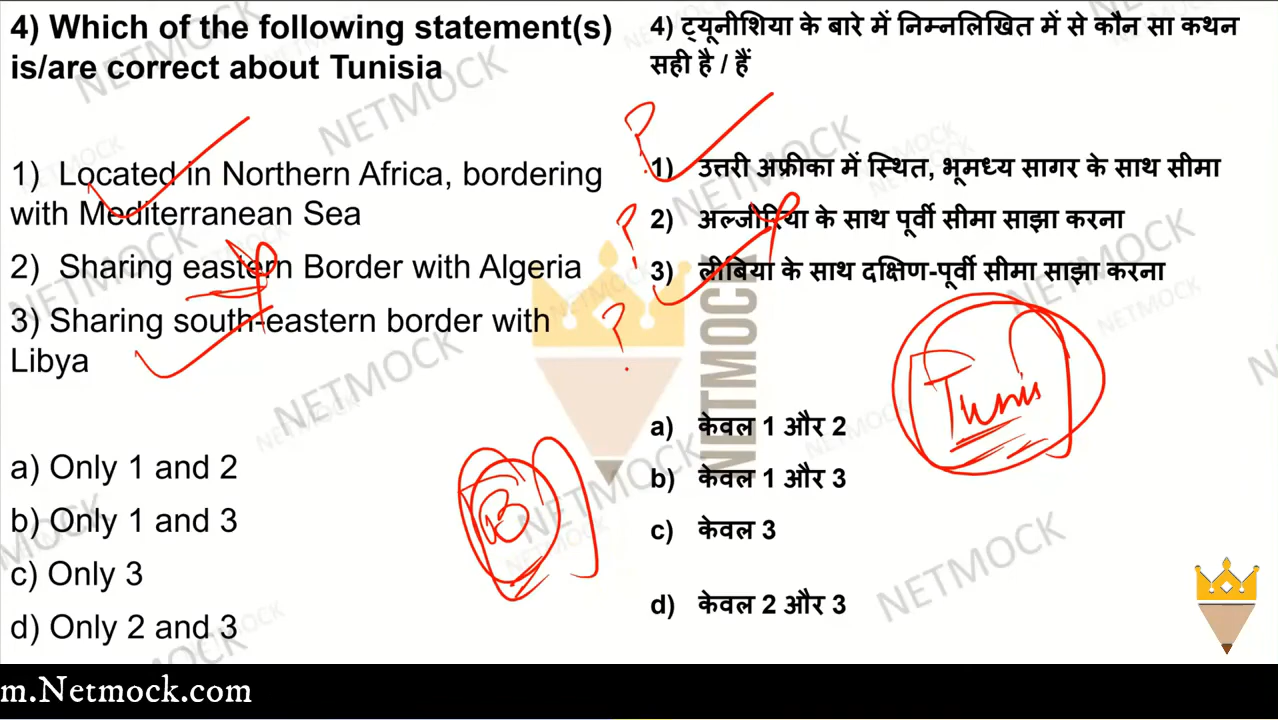 4) Which of the following statement(s)
is/are correct about Tunisia
1) Located in Northern Africa, bordering
with Mediterranean Sea
2) Sharing eastern Border with Algeria
3) Sharing south-eastern border with
Libya
a) Only 1 and 2
b) Only 1 and 3
c) Only 3
d) Only 2 and 3
4) ट्यूनीशिया के बारे में निम्नलिखित में से कौन सा कथन
सही है / हैं
1) उत्तरी अफ्रीका में स्थित, भूमध्य सागर के साथ सीमा
2) अल्जीरिया के साथ पूर्वी सीमा साझा करना
3) लीबिया के साथ दक्षिण-पूर्वी सीमा साझा करना
a) केवल 1 और 2
b) केवल 1 और 3
c) केवल 3
d) केवल 2 और 3
?
?
?
Tunis
B
NETMOCK
m.Netmock.com